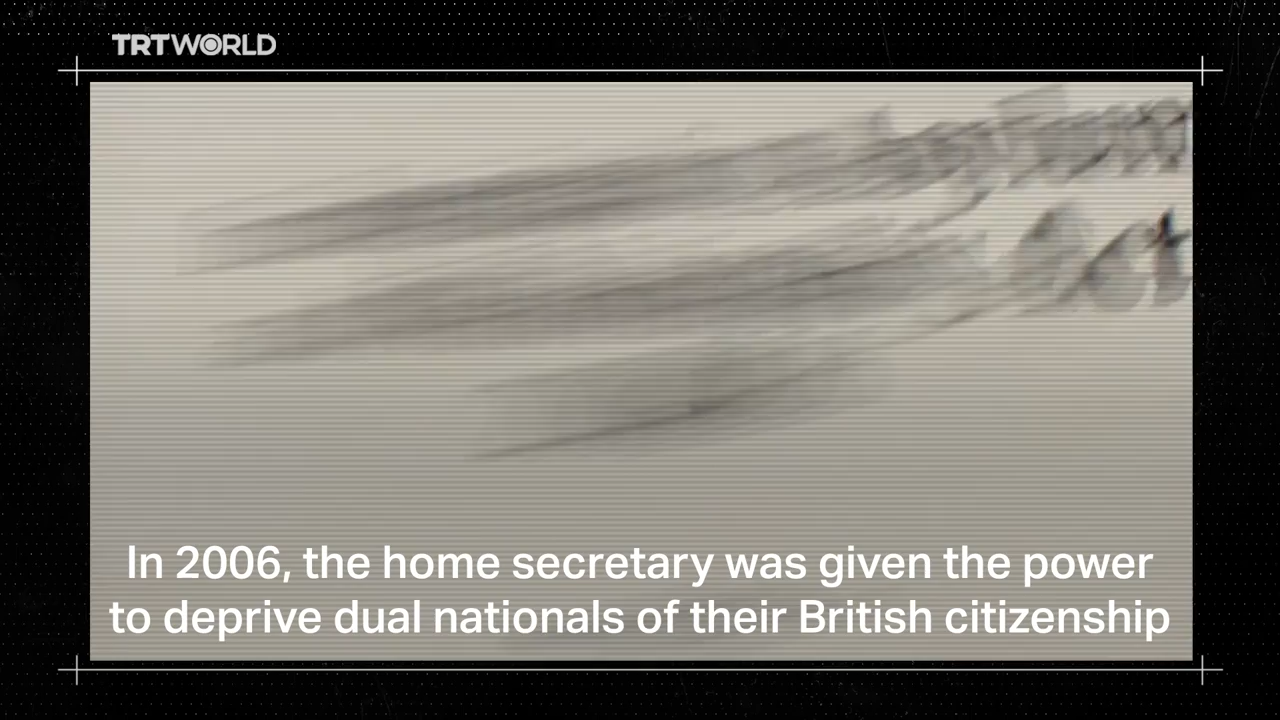 TRTWORLD
In 2006, the home secretary was given the power
to deprive dual nationals of their British citizenship